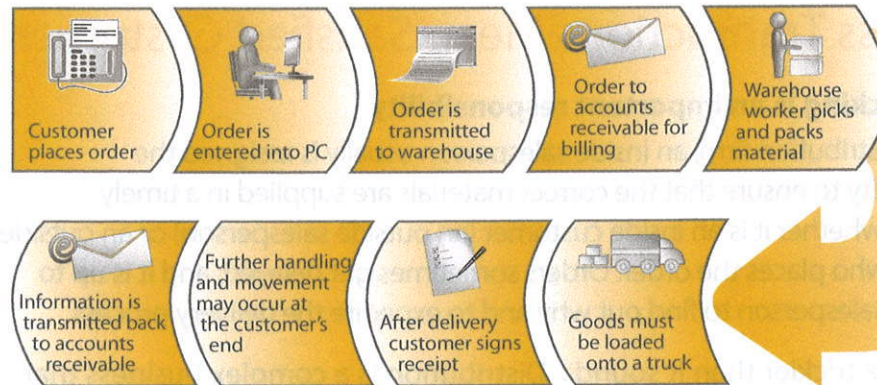 Customer
places order
Order is
entered into PC
Order is
transmitted
to warehouse
Order to
accounts
receivable for
billing
Warehouse
worker picks
and packs
material
Goods must
be loaded
onto a truck
After delivery
customer signs
receipt
Further handling
and movement
may occur at
the customer's
end
Information is
transmitted back
to accounts
receivable